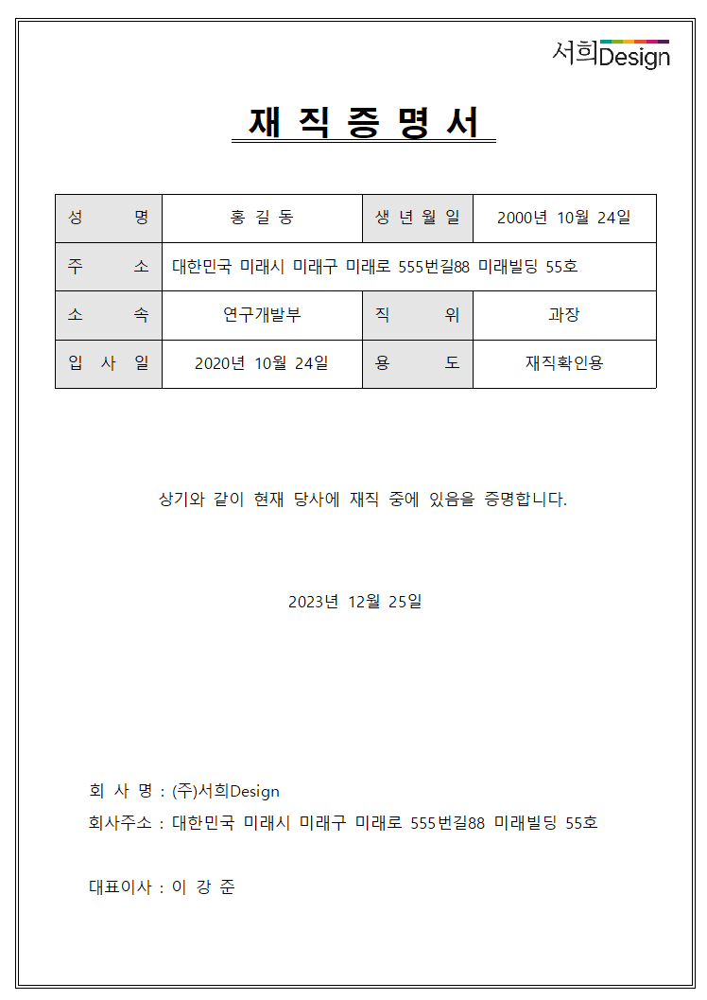 서희Design
재 직 증 명 서
성 명 홍 길 동 생 년 월 일 2000년 10월 24일
주 소 대한민국 미래시 미래구 미래로 555번길88 미래빌딩 55호
소 속 연구개발부 직 위 과장
입 사 일 2020년 10월 24일 용 도 재직확인용
상기와 같이 현재 당사에 재직 중에 있음을 증명합니다.
2023년 12월 25일
회 사 명 : (주)서희Design
회사주소 : 대한민국 미래시 미래구 미래로 555번길88 미래빌딩 55호
대표이사 : 이 강 준